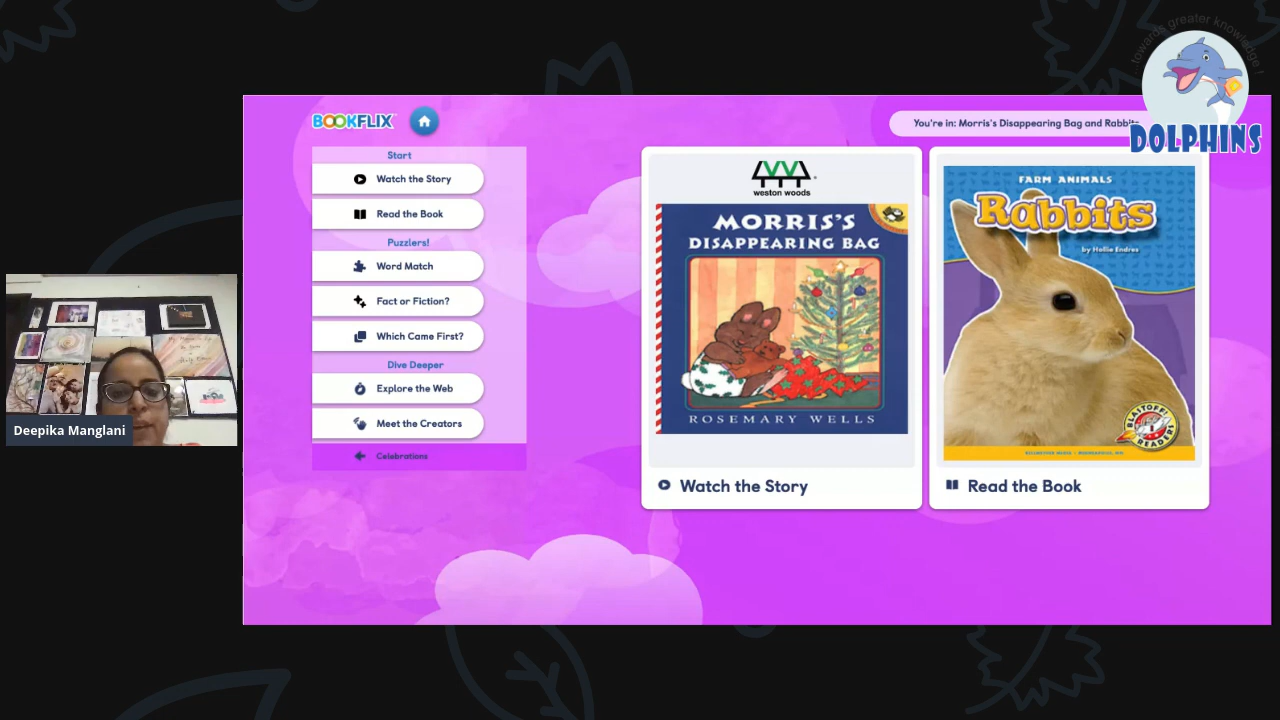 towards greater knowledge !
DOLPHINS
BOOKFLIX
You're in: Morris's Disappearing Bag and Rabbits
Start
Watch the Story
Read the Book
Puzzlers!
Word Match
Fact or Fiction?
Which Came First?
Dive Deeper
Explore the Web
Meet the Creators
Celebrations
weston woods
MORRIS'S
DISAPPEARING BAG
ROSEMARY WELLS
Watch the Story
FARM ANIMALS
Rabbits
by Hollie Endres
BLASTOFF!
READERS
Read the Book
Deepika Manglani